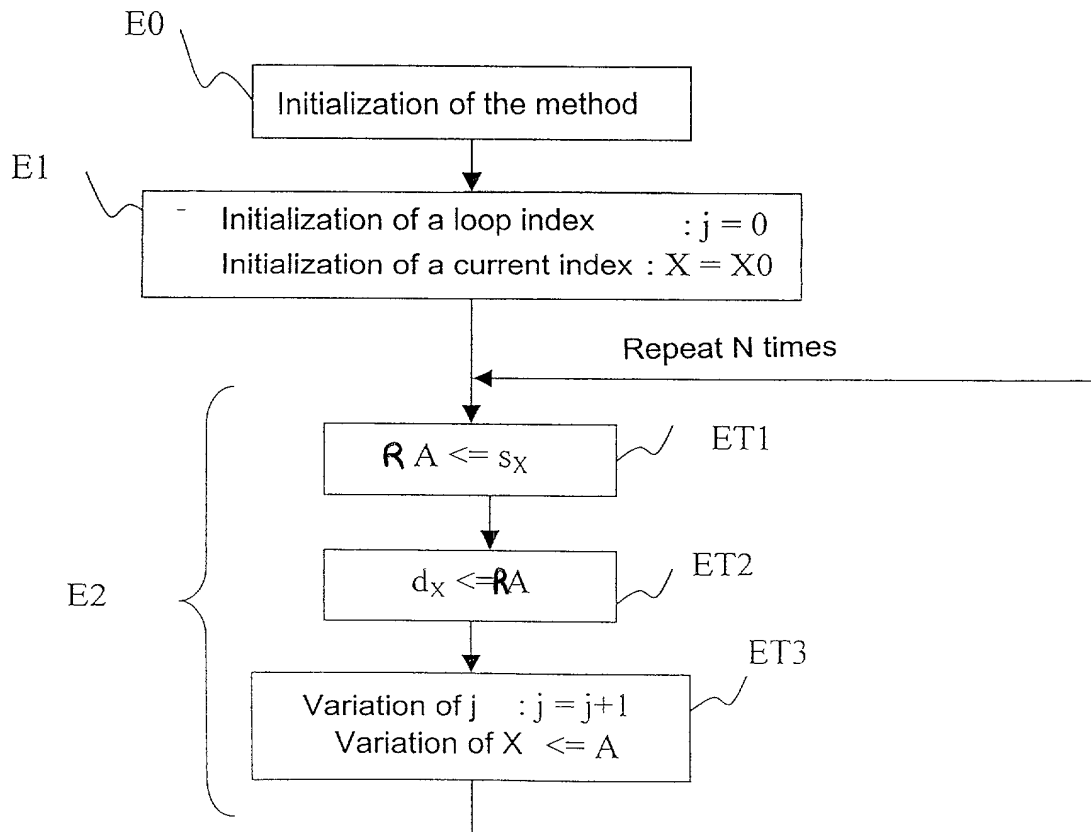 E0
Initialization of the method
E1
- Initialization of a loop index : j = 0
Initialization of a current index : X = X0
Repeat N times
E2
R A <= sX
ET1
dX <= RA
ET2
Variation of j : j = j+1
Variation of X <= A
ET3